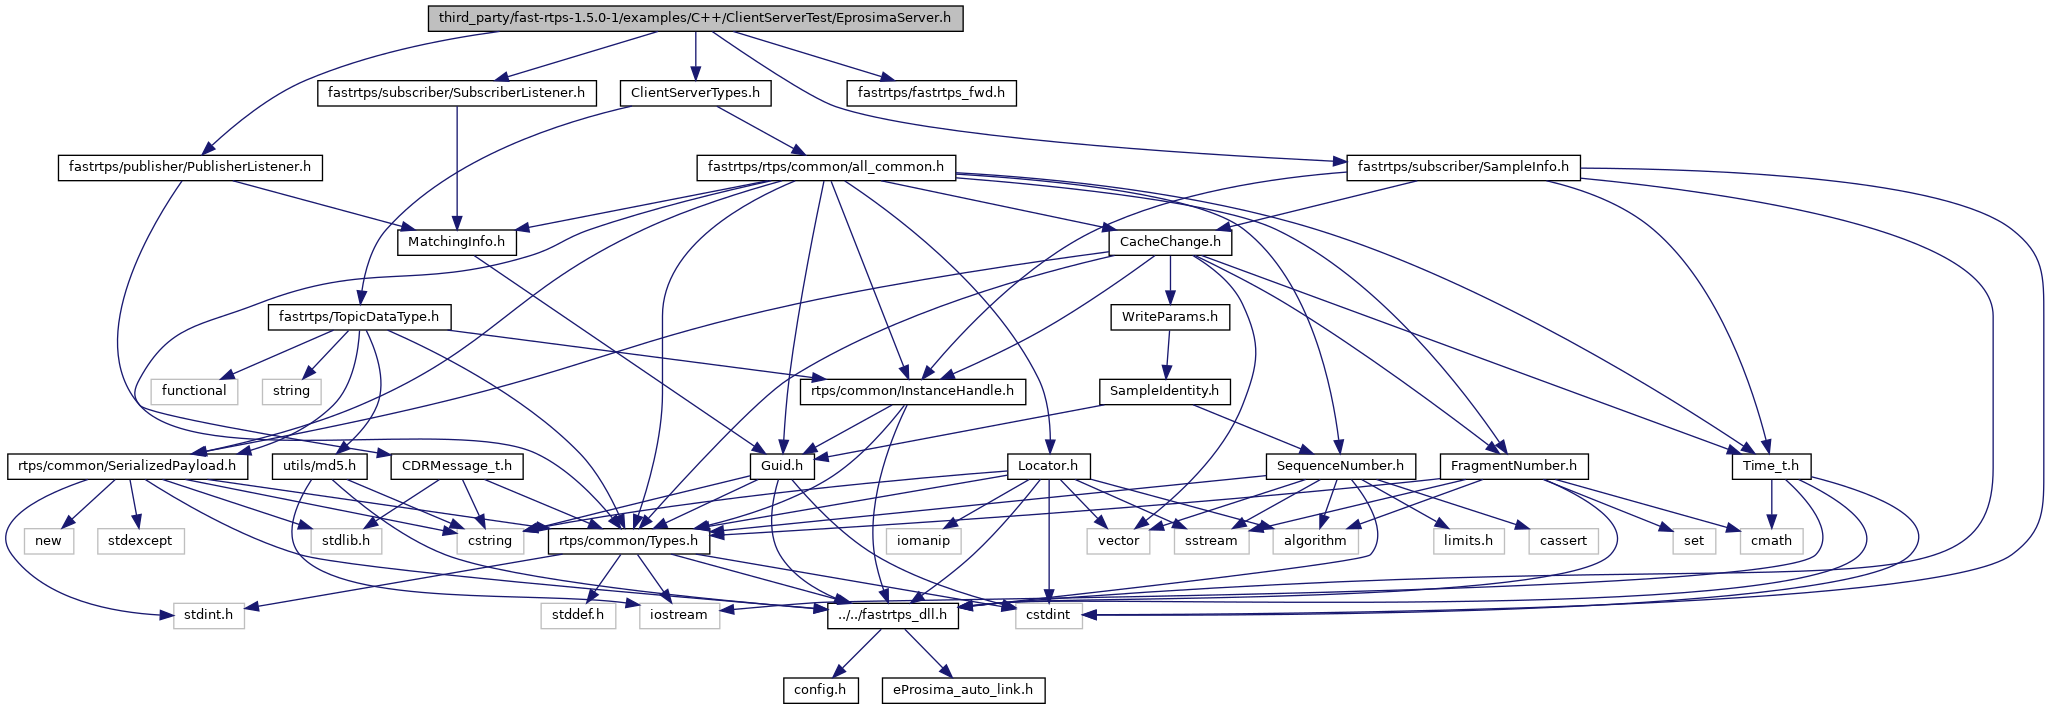 third_party/fast-rtps-1.5.0-1/examples/C++/ClientServerTest/EprosimaServer.h
fastrtps/subscriber/SubscriberListener.h
ClientServerTypes.h
fastrtps/fastrtps_fwd.h
fastrtps/publisher/PublisherListener.h
fastrtps/rtps/common/all_common.h
fastrtps/subscriber/SampleInfo.h
MatchingInfo.h
CacheChange.h
fastrtps/TopicDataType.h
WriteParams.h
functional
string
rtps/common/InstanceHandle.h
SampleIdentity.h
rtps/common/SerializedPayload.h
utils/md5.h
CDRMessage_t.h
Guid.h
Locator.h
SequenceNumber.h
FragmentNumber.h
Time_t.h
new
stdexcept
stdlib.h
cstring
rtps/common/Types.h
iomanip
vector
sstream
algorithm
limits.h
cassert
set
cmath
stdint.h
stddef.h
iostream
../../fastrtps_dll.h
cstdint
config.h
eProsima_auto_link.h